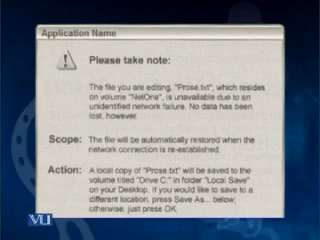 Application Name
Please take note:
The file you are editing, "Prose.txt", which resides
on volume "NetOne", is unavailable due to an
unidentified network failure. No data has been
lost, however.
Scope: The file will be automatically restored when the
network connection is re-established.
Action: A local copy of "Prose.txt" will be saved to the
volume titled "Drive C:" in folder "Local Save"
on your Desktop. If you would like to save to a
different location, press Save As... below;
otherwise, just press OK.
VU